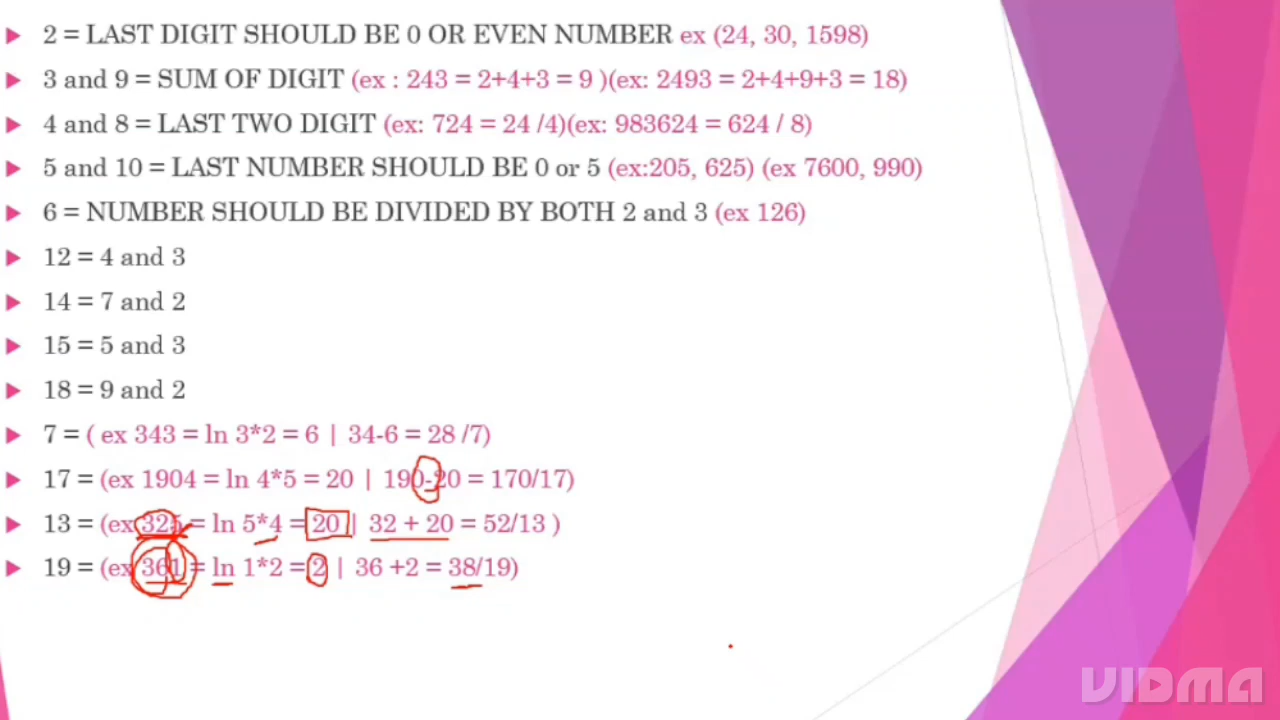 2 = LAST DIGIT SHOULD BE 0 OR EVEN NUMBER ex (24, 30, 1598)
3 and 9 = SUM OF DIGIT (ex : 243 = 2+4+3 = 9 )(ex: 2493 = 2+4+9+3 = 18)
4 and 8 = LAST TWO DIGIT (ex: 724 = 24 /4)(ex: 983624 = 624 / 8)
5 and 10 = LAST NUMBER SHOULD BE 0 or 5 (ex:205, 625) (ex 7600, 990)
6 = NUMBER SHOULD BE DIVIDED BY BOTH 2 and 3 (ex 126)
12 = 4 and 3
14 = 7 and 2
15 = 5 and 3
18 = 9 and 2
7 = ( ex 343 = ln 3*2 = 6 | 34-6 = 28 /7)
17 = (ex 1904 = ln 4*5 = 20 | 190-20 = 170/17)
13 = (ex 325 = ln 5*4 = 20 | 32 + 20 = 52/13 )
19 = (ex 361 = ln 1*2 = 2 | 36 +2 = 38/19)
VIDMA